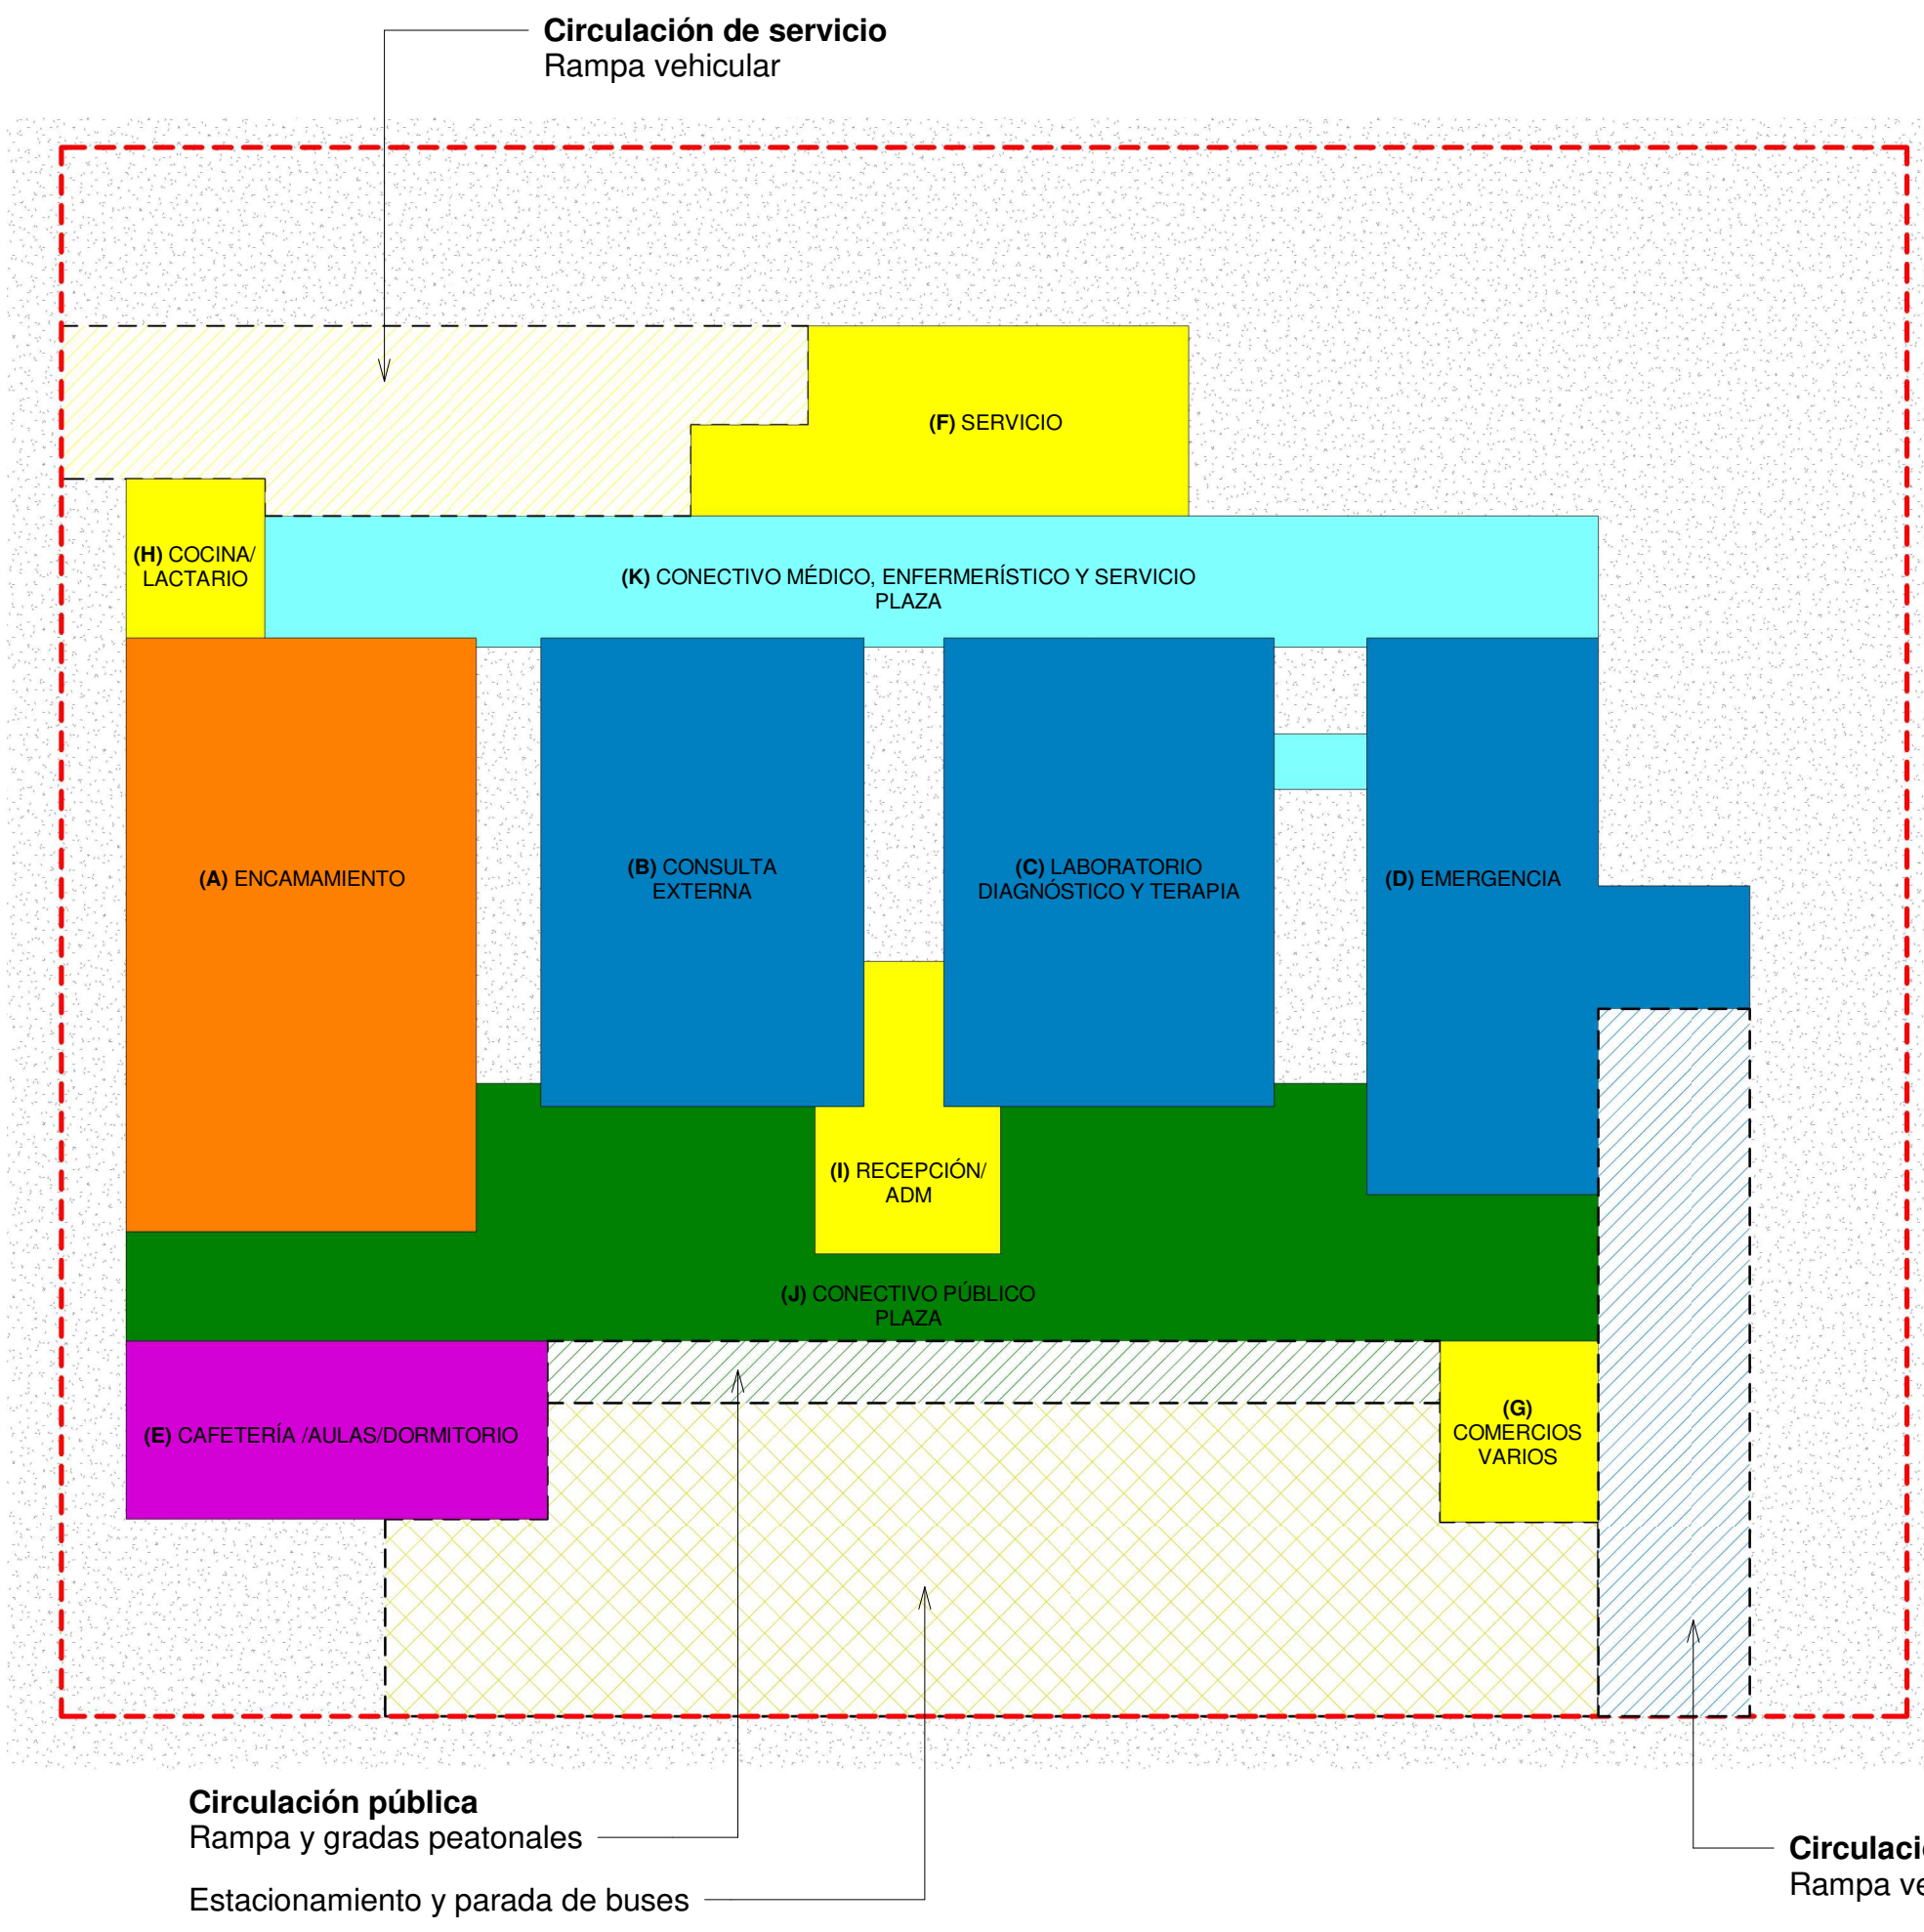 Circulación de servicio
Rampa vehicular
(F) SERVICIO
(H) COCINA/
LACTARIO
(K) CONECTIVO MÉDICO, ENFERMERÍSTICO Y SERVICIO
PLAZA
(A) ENCAMAMIENTO
(B) CONSULTA
EXTERNA
(C) LABORATORIO
DIAGNÓSTICO Y TERAPIA
(D) EMERGENCIA
(I) RECEPCIÓN/
ADM
(J) CONECTIVO PÚBLICO
PLAZA
(E) CAFETERÍA /AULAS/DORMITORIO
(G)
COMERCIOS
VARIOS
Circulación pública
Rampa y gradas peatonales
Estacionamiento y parada de buses
Rampa